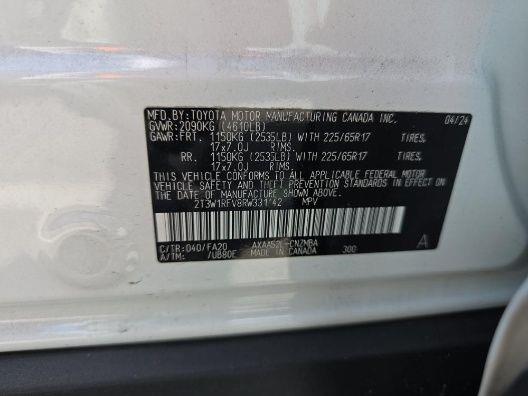 MFD.BY:TOYOTA MOTOR MANUFACTURING CANADA INC. 04/24
GVWR:2090KG (4610LB)
GAWR:FRT. 1150KG (2535LB) WITH 225/65R17 TIRES,
17x7.0J RIMS.
RR. 1150KG (2535LB) WITH 225/65R17 TIRES,
17x7.0J RIMS.
THIS VEHICLE CONFORMS TO ALL APPLICABLE FEDERAL MOTOR
VEHICLE SAFETY AND THEFT PREVENTION STANDARDS IN EFFECT ON
THE DATE OF MANUFACTURE SHOWN ABOVE.
2T3W1RFV8RW331742 MPV
C/TR:040/FA20 AXAA52L-CNZMBA 300 A
A/TM: /UB80E MADE IN CANADA